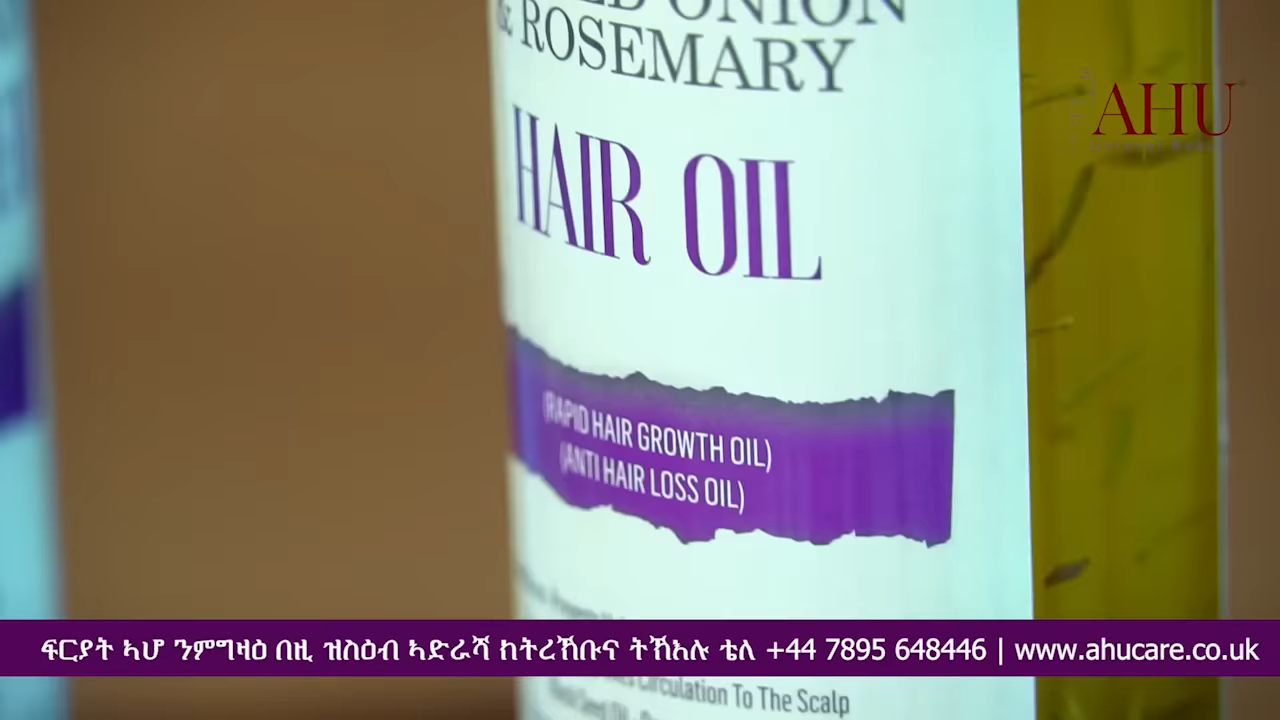 ONION
& ROSEMARY
HAIR OIL
(RAPID HAIR GROWTH OIL)
(ANTI HAIR LOSS OIL)
AHU
ፍርያት ኣሆ ንምግዛዕ በዚ ዝስዕብ ኣድራሻ ክትረኽቡና ትኽእሉ ቴለ +44 7895 648446 | www.ahucare.co.uk
Circulation To The Scalp